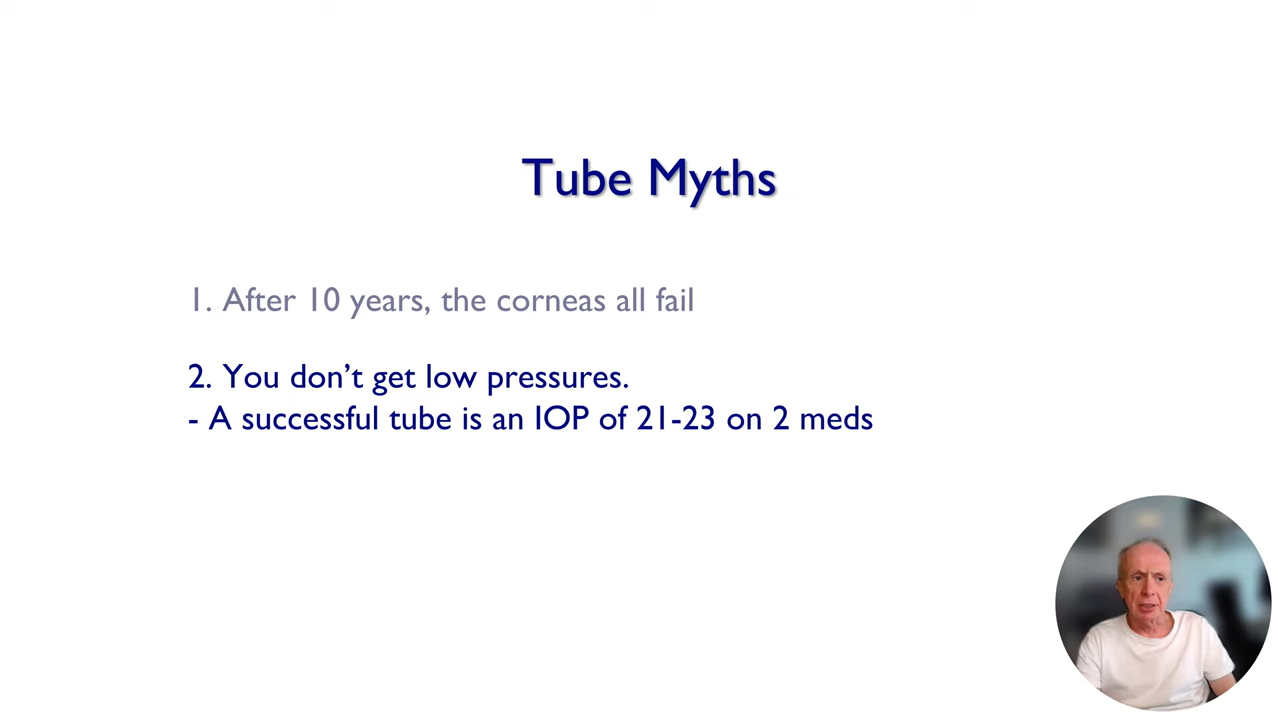 Tube Myths
1. After 10 years, the corneas all fail
2. You don’t get low pressures.
- A successful tube is an IOP of 21-23 on 2 meds